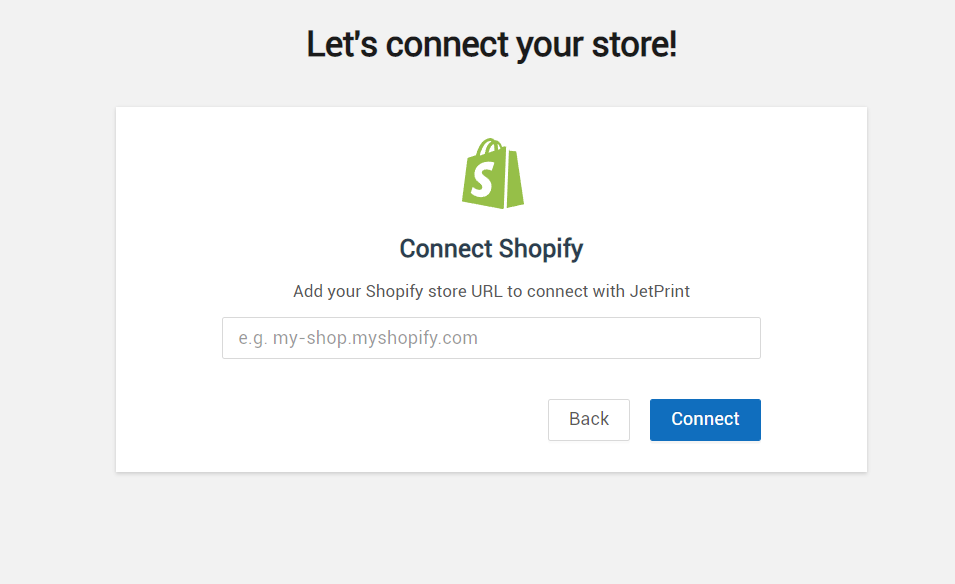 Let's connect your store!
S
Connect Shopify
Add your Shopify store URL to connect with JetPrint
e.g. my-shop.myshopify.com
Back
Connect